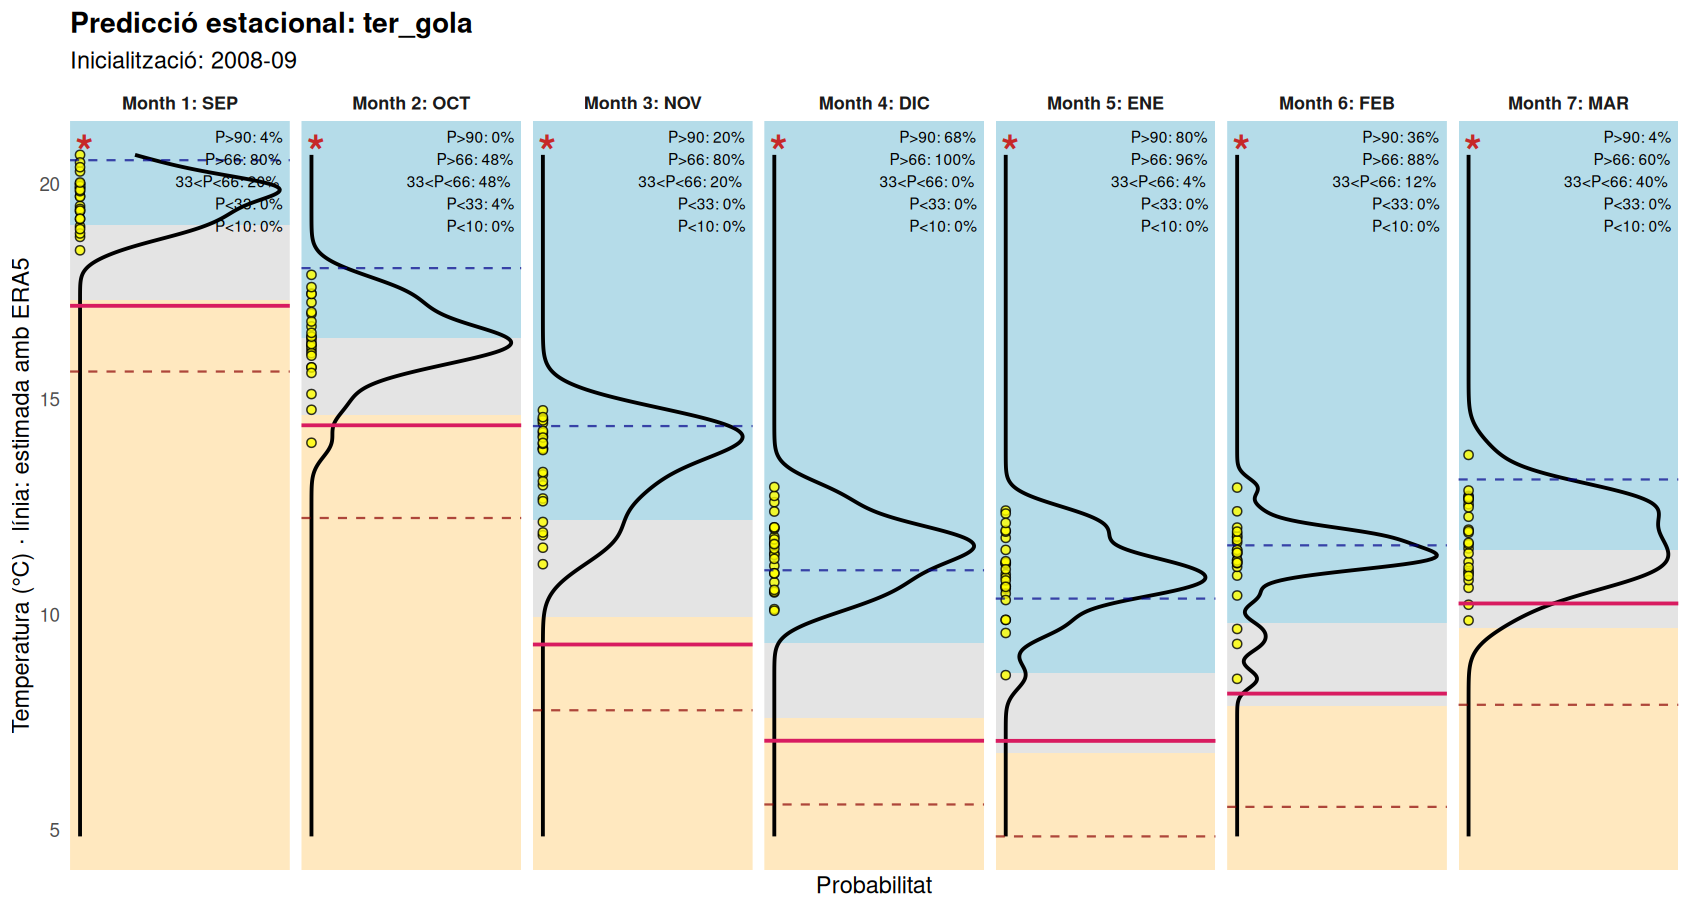 Predicció estacional: ter_gola
Inicialització: 2008-09
Month 1: SEP
Month 2: OCT
Month 3: NOV
Month 4: DIC
Month 5: ENE
Month 6: FEB
Month 7: MAR
*
P>90: 4%
P>66: 80%
33<P<66: 20%
P<33: 0%
P<10: 0%
*
P>90: 0%
P>66: 48%
33<P<66: 48%
P<33: 4%
P<10: 0%
*
P>90: 20%
P>66: 80%
33<P<66: 20%
P<33: 0%
P<10: 0%
*
P>90: 68%
P>66: 100%
33<P<66: 0%
P<33: 0%
P<10: 0%
*
P>90: 80%
P>66: 96%
33<P<66: 4%
P<33: 0%
P<10: 0%
*
P>90: 36%
P>66: 88%
33<P<66: 12%
P<33: 0%
P<10: 0%
*
P>90: 4%
P>66: 60%
33<P<66: 40%
P<33: 0%
P<10: 0%
20
15
10
5
Temperatura (°C) · línia: estimada amb ERA5
Probabilitat